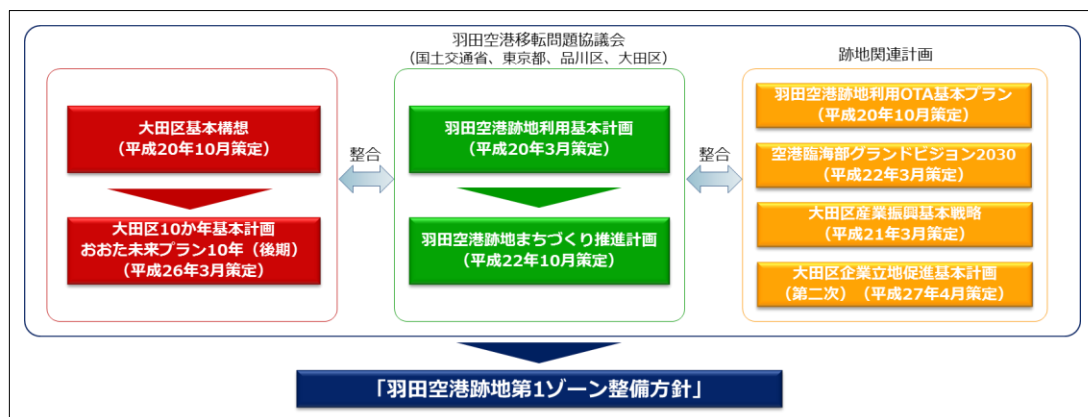 羽田空港移転問題協議会
（国土交通省、東京都、品川区、大田区）
跡地関連計画
大田区基本構想
（平成20年10月策定）
大田区10か年基本計画
おおた未来プラン10年（後期）
（平成26年3月策定）
整合
羽田空港跡地利用基本計画
（平成20年3月策定）
羽田空港跡地まちづくり推進計画
（平成22年10月策定）
整合
羽田空港跡地利用OTA基本プラン
（平成20年10月策定）
空港臨海部グランドビジョン2030
（平成22年3月策定）
大田区産業振興基本戦略
（平成21年3月策定）
大田区企業立地促進基本計画
（第二次）（平成27年4月策定）
「羽田空港跡地第1ゾーン整備方針」